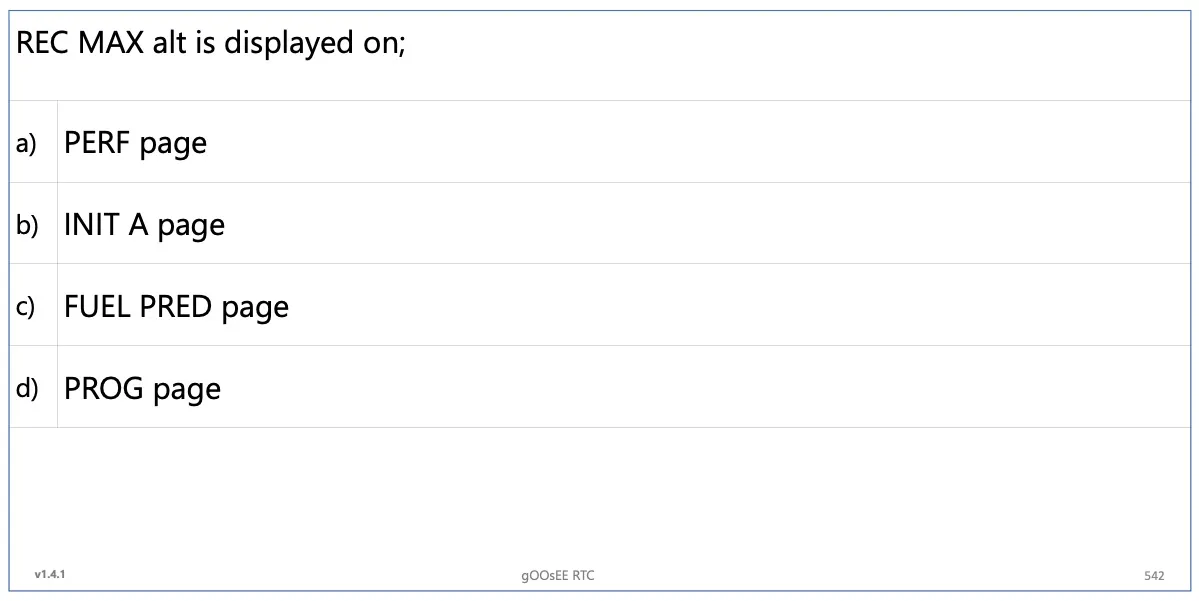 REC MAX alt is displayed on;
a) PERF page
b) INIT A page
c) FUEL PRED page
d) PROG page
v1.4.1 gOOsEE RTC 542